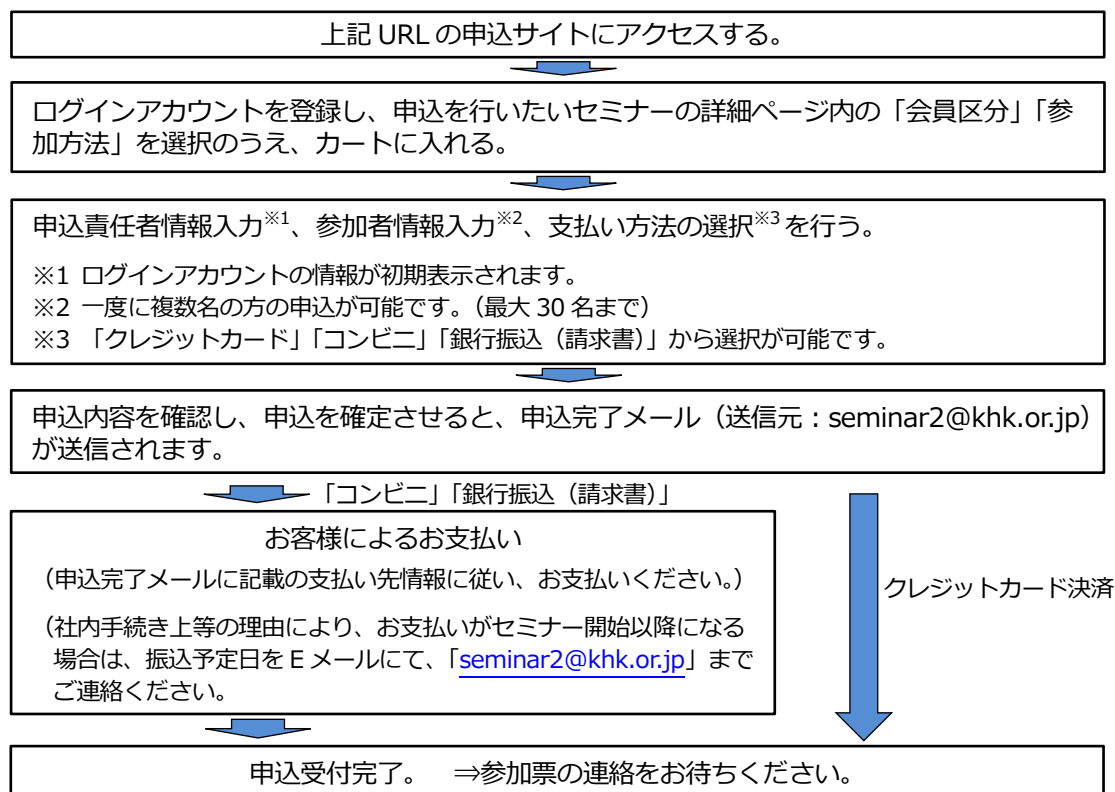 上記 URL の申込サイトにアクセスする。
ログインアカウントを登録し、申込を行いたいセミナーの詳細ページ内の「会員区分」「参
加方法」を選択のうえ、カートに入れる。
申込責任者情報入力※1、参加者情報入力※2、支払い方法の選択※3 を行う。
※1 ログインアカウントの情報が初期表示されます。
※2 一度に複数名の方の申込が可能です。（最大 30 名まで）
※3 「クレジットカード」「コンビニ」「銀行振込（請求書）」から選択が可能です。
申込内容を確認し、申込を確定させると、申込完了メール（送信元：seminar2@khk.or.jp）
が送信されます。
「コンビニ」「銀行振込（請求書）」
お客様によるお支払い
（申込完了メールに記載の支払い先情報に従い、お支払いください。）
（社内手続き上等の理由により、お支払いがセミナー開始以降になる
場合は、振込予定日を E メールにて、「seminar2@khk.or.jp」まで
ご連絡ください。
クレジットカード決済
申込受付完了。　⇒参加票の連絡をお待ちください。